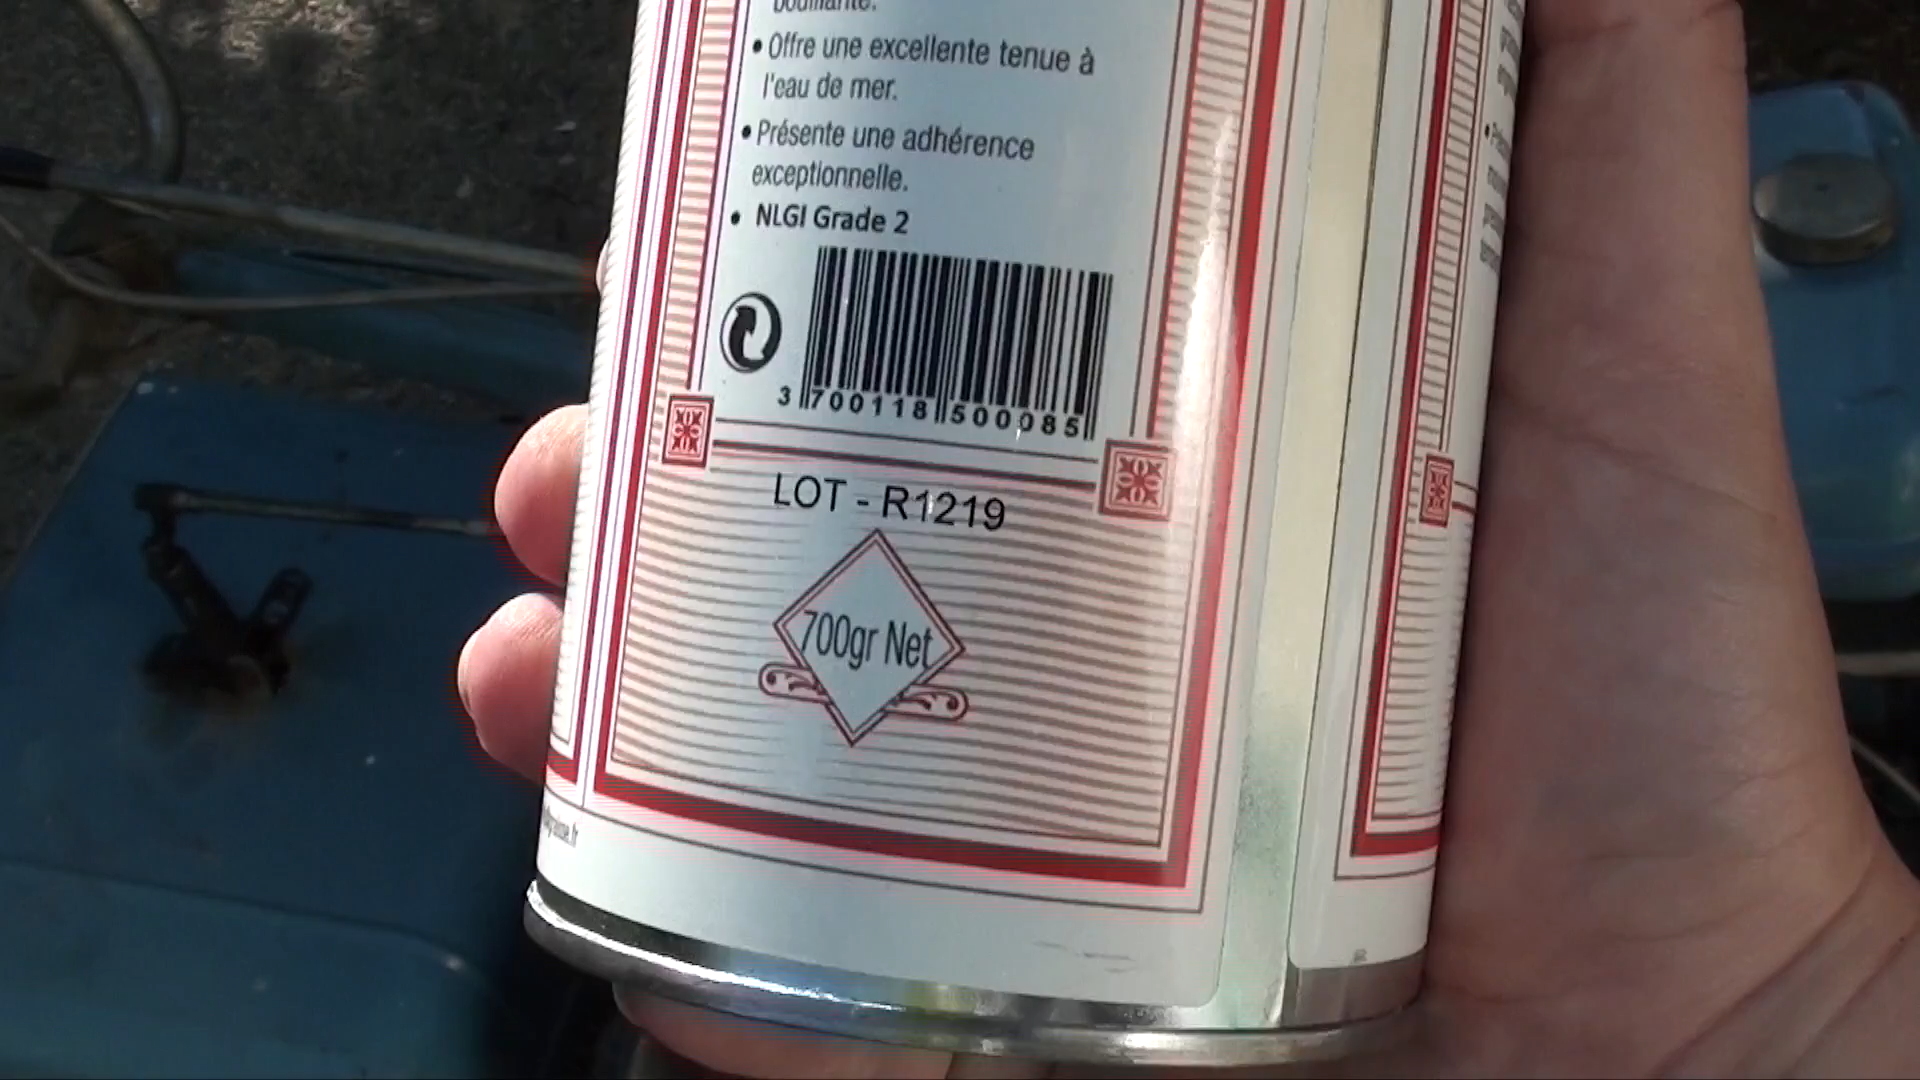 bouillante.
• Offre une excellente tenue à
l'eau de mer.
• Présente une adhérence
exceptionnelle.
• NLGI Grade 2
3 700118 500085
LOT - R1219
700gr Net